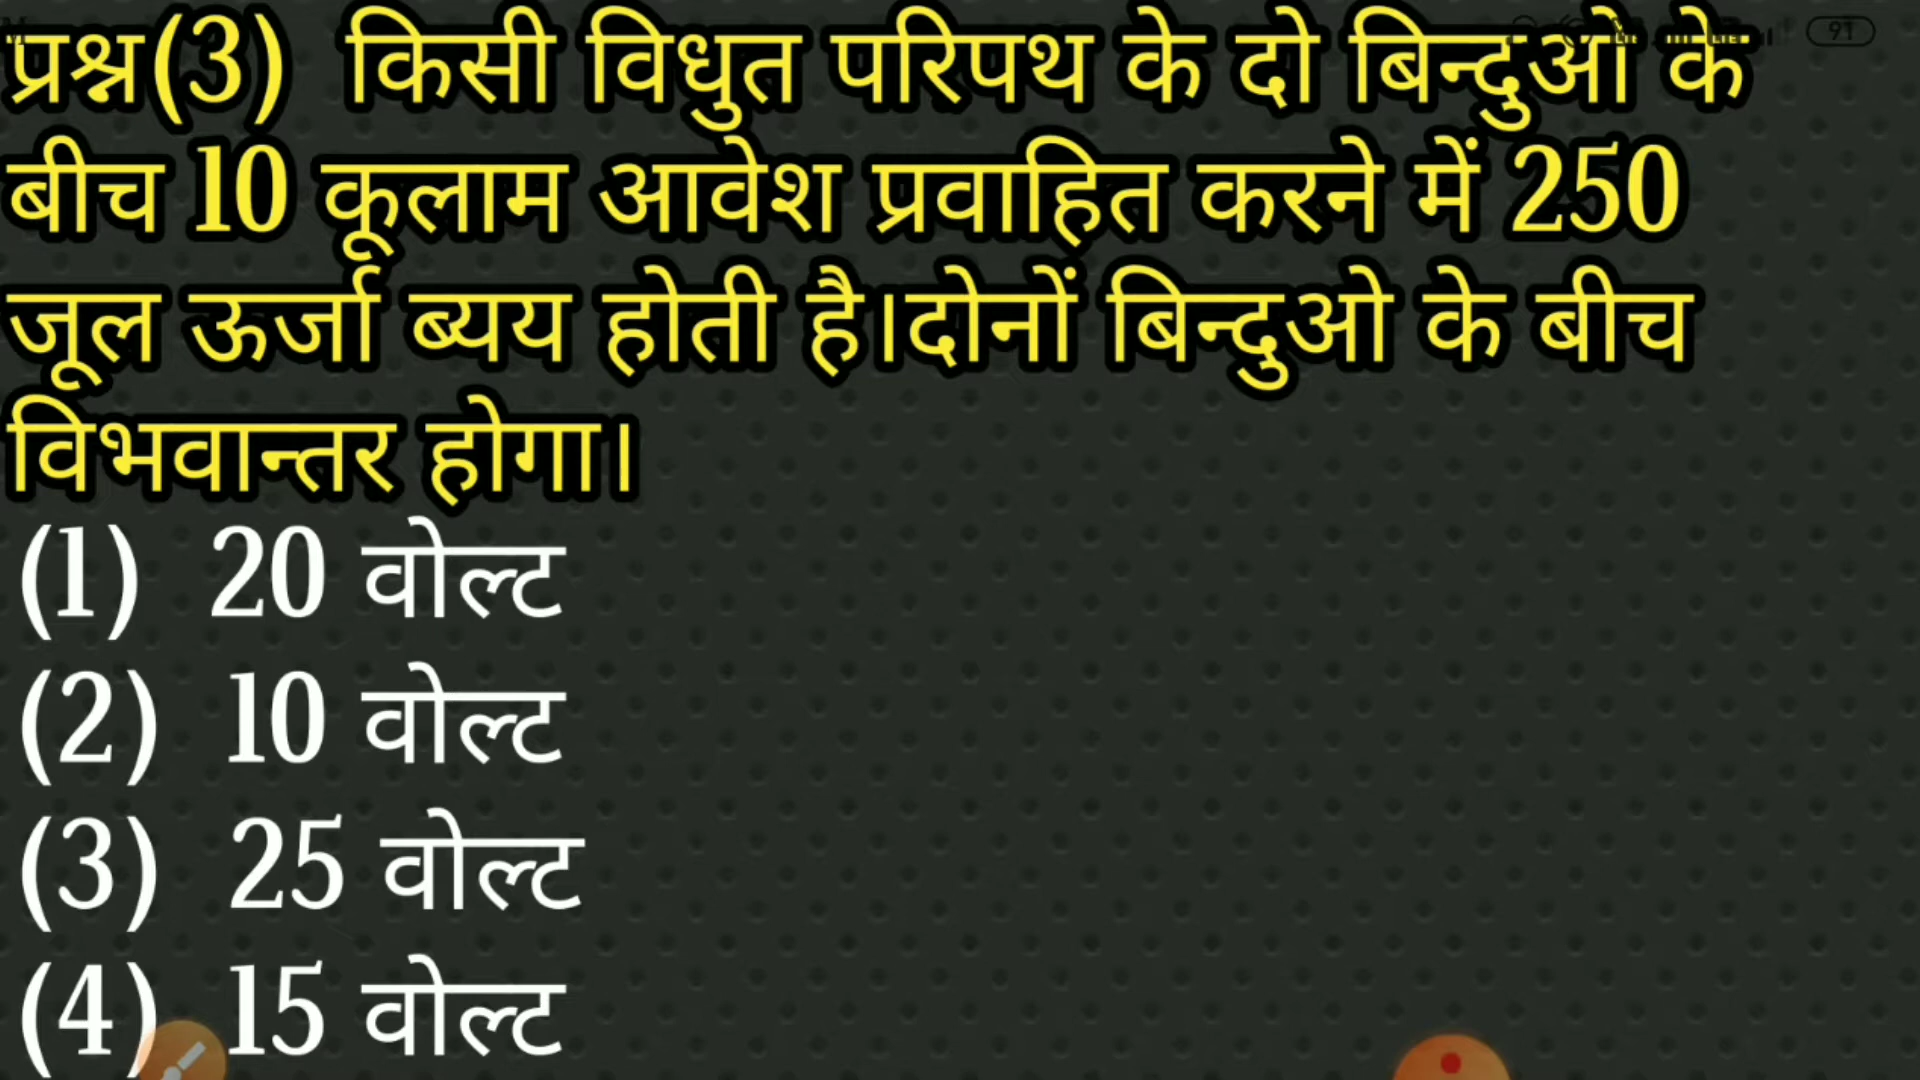 प्रश्न(3) किसी विधुत परिपथ के दो बिन्दुओ के
बीच 10 कूलाम आवेश प्रवाहित करने में 250
जूल ऊर्जा ब्यय होती है।दोनों बिन्दुओ के बीच
विभवान्तर होगा।
(1) 20 वोल्ट
(2) 10 वोल्ट
(3) 25 वोल्ट
(4) 15 वोल्ट